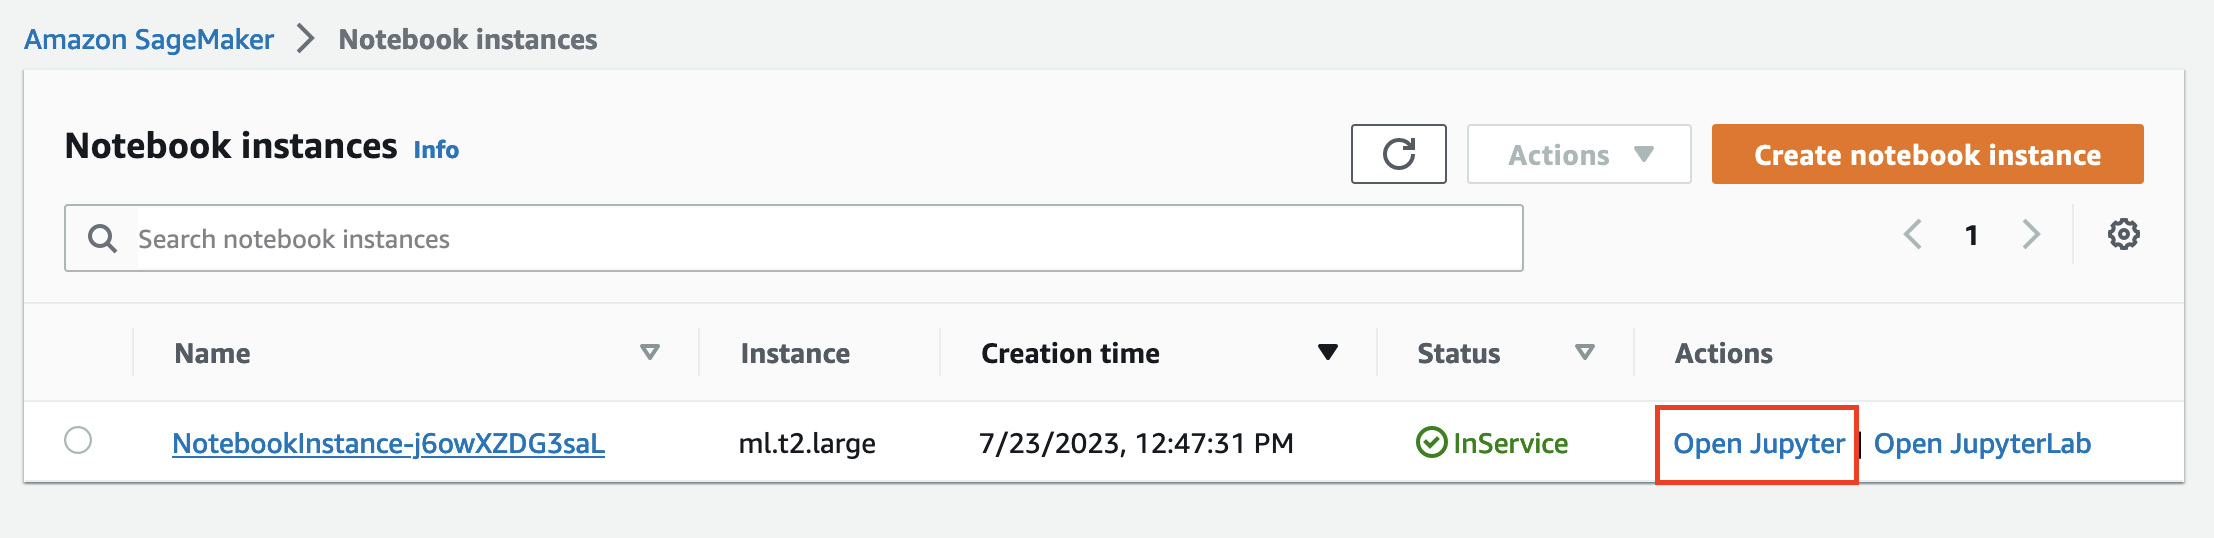 Amazon SageMaker > Notebook instances
Notebook instances Info
Actions
Create notebook instance
Search notebook instances
1
Name Instance Creation time Status Actions
NotebookInstance-j6owXZDG3saL ml.t2.large 7/23/2023, 12:47:31 PM InService Open Jupyter | Open JupyterLab